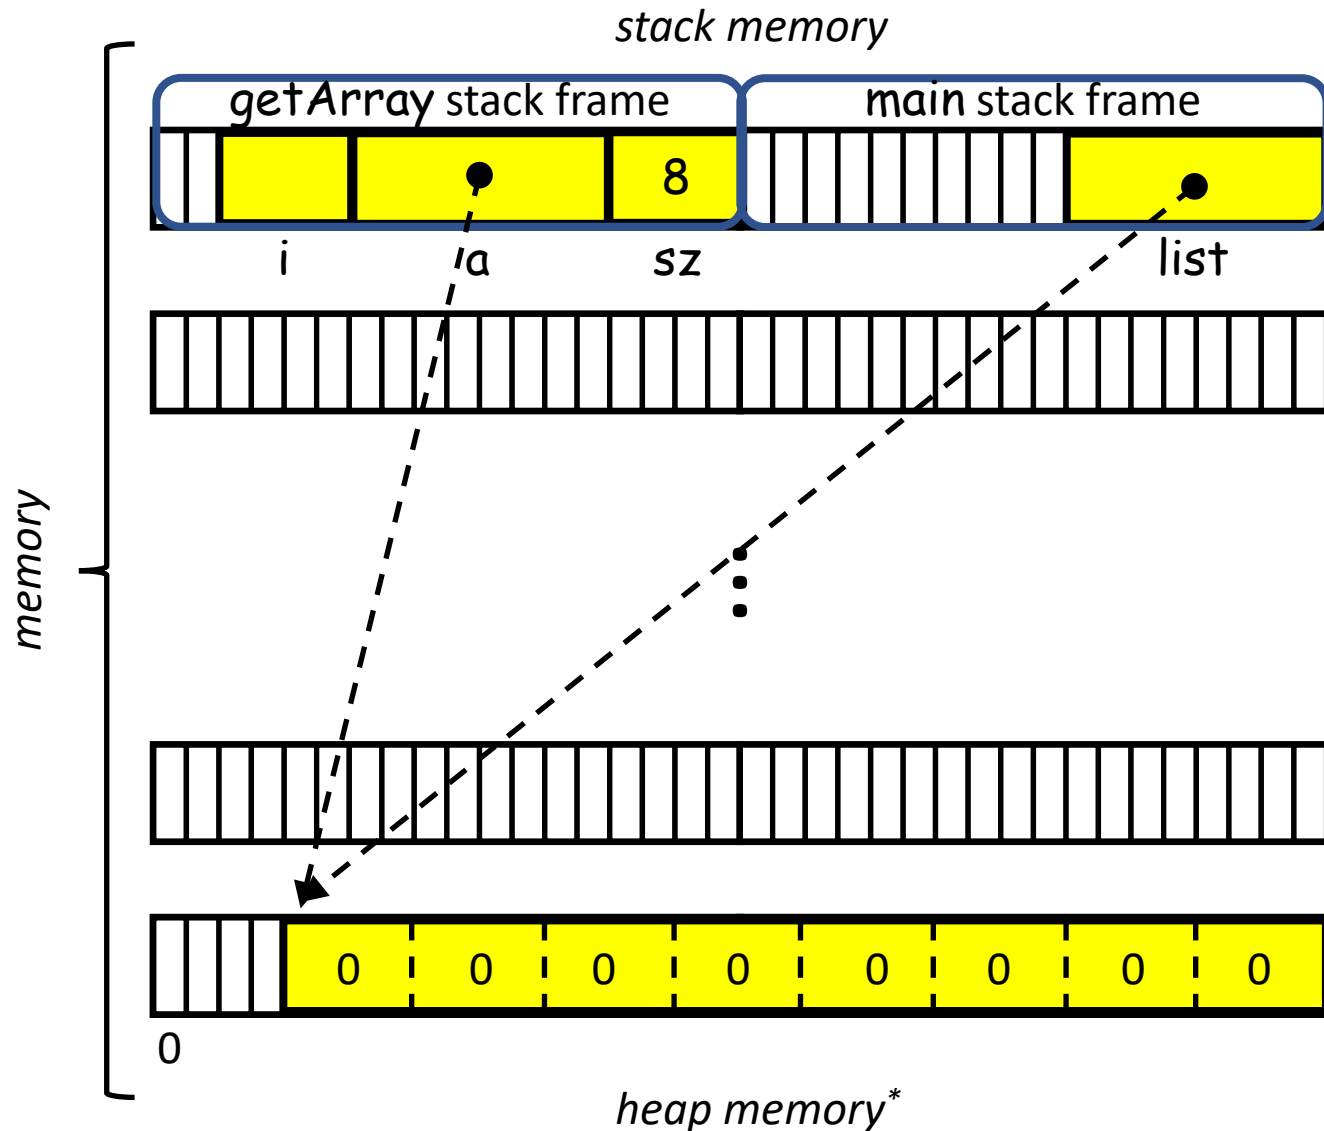 stack memory
getArray stack frame
main stack frame
8
i
a
sz
list
memory
0 0 0 0 0 0 0 0
0
heap memory*